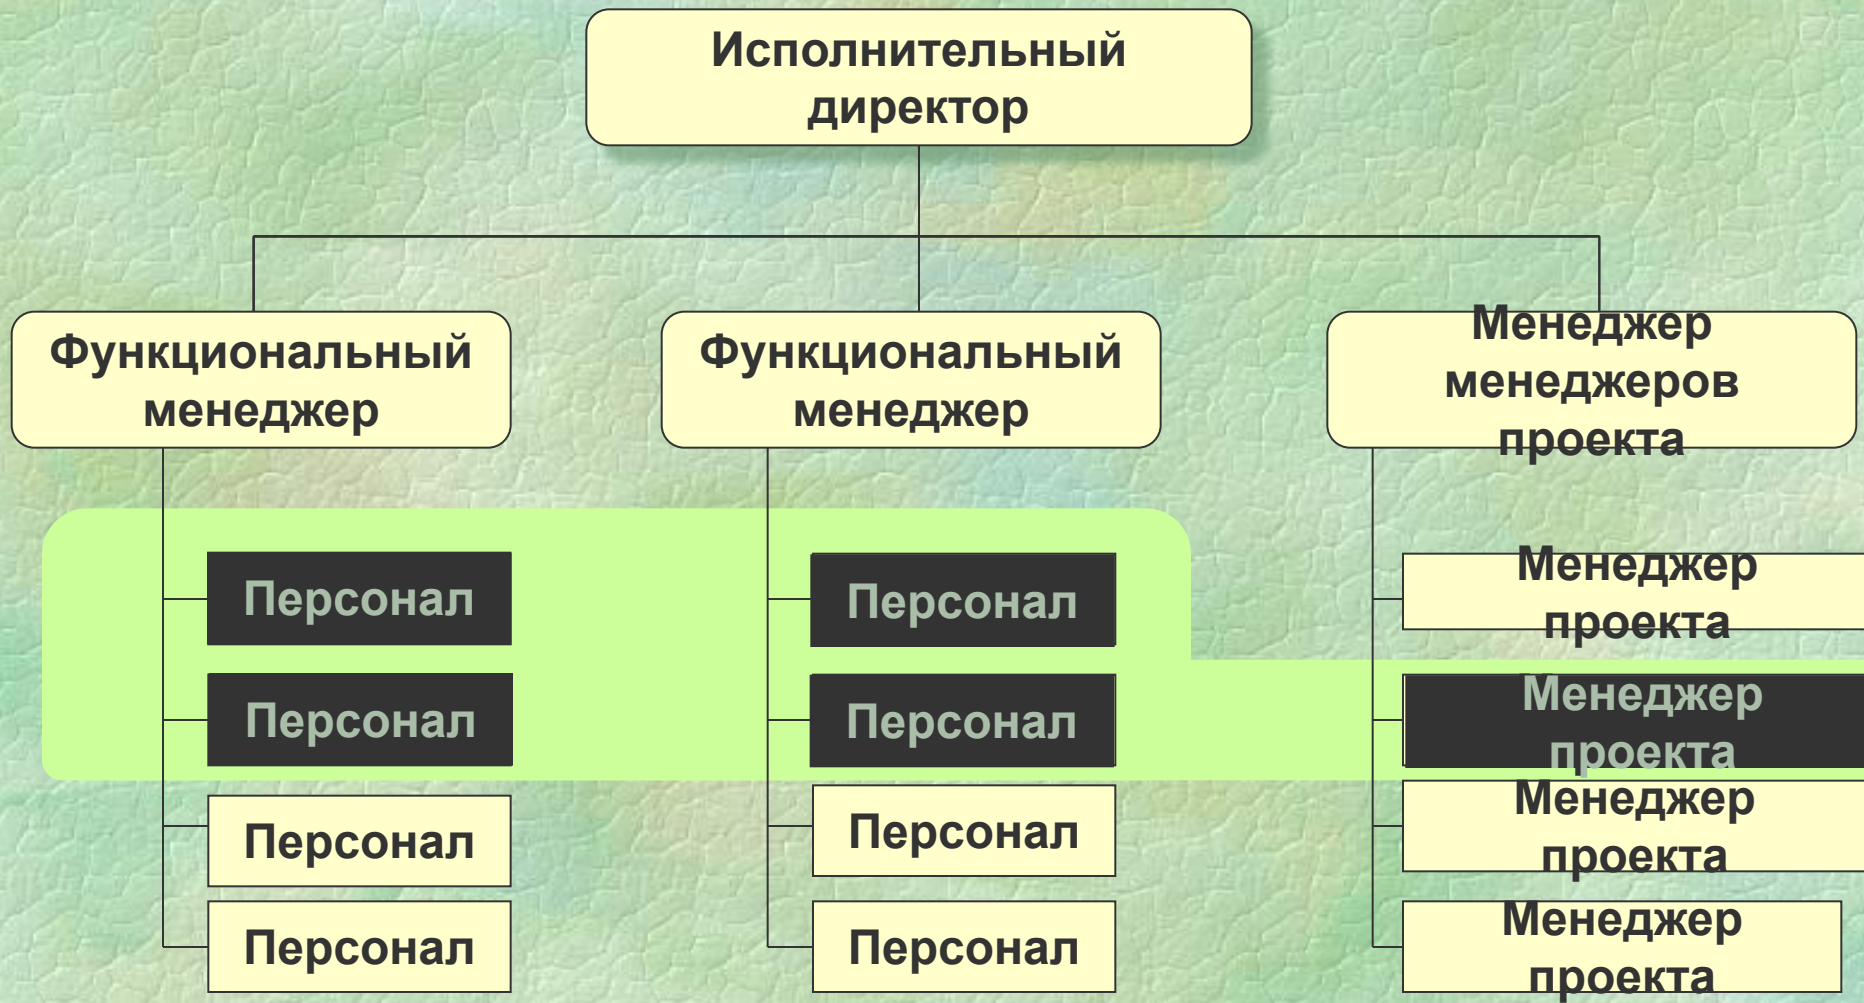 Исполнительный
директор
Функциональный
менеджер
Функциональный
менеджер
Менеджер
менеджеров
проекта
Персонал
Персонал
Менеджер
проекта
Персонал
Персонал
Менеджер
проекта
Персонал
Персонал
Менеджер
проекта
Персонал
Персонал
Менеджер
проекта